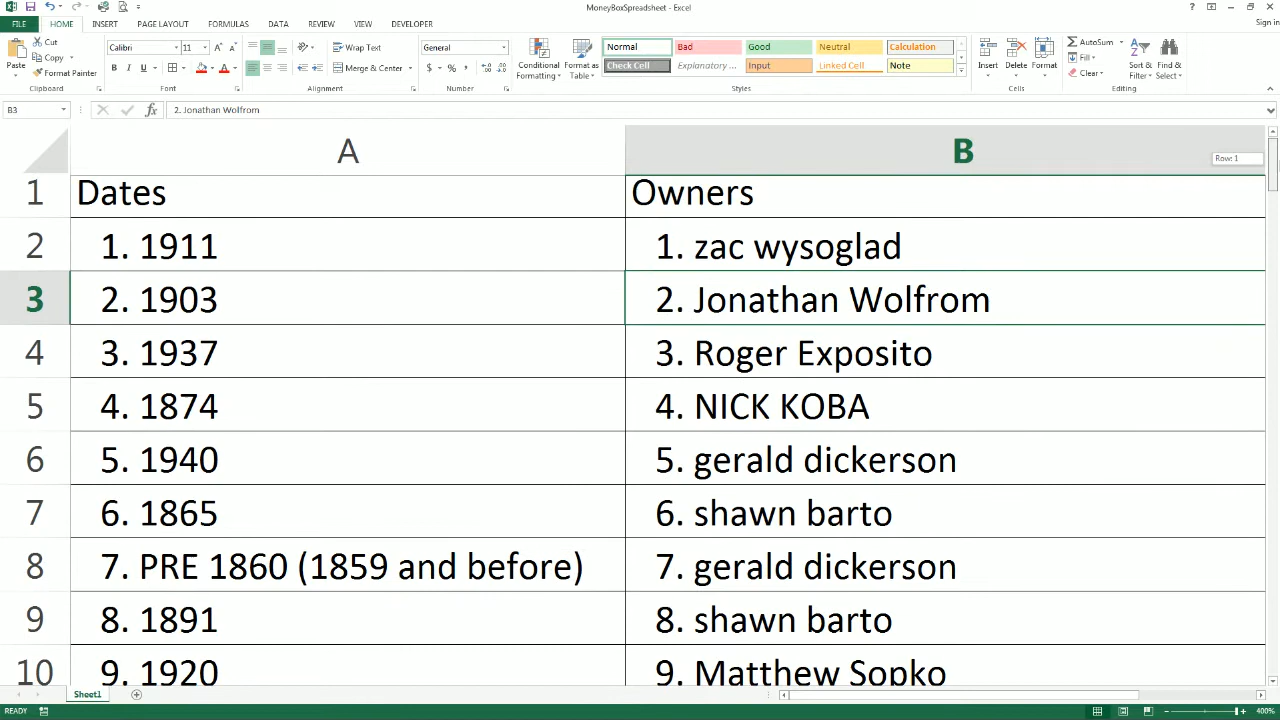 MoneyBoxSpreadsheet - Excel
Sign in
FILE HOME INSERT PAGE LAYOUT FORMULAS DATA REVIEW VIEW DEVELOPER
Paste
Cut
Copy
Format Painter
Clipboard
Calibri 11
B I U
Font
Wrap Text
Merge & Center
Alignment
General
$ % ,
Number
Conditional Formatting
Format as Table
Normal Bad Good Neutral Calculation
Check Cell Explanatory ... Input Linked Cell Note
Styles
Insert Delete Format
Cells
AutoSum
Fill
Clear
Sort & Filter
Find & Select
Editing
B3
fx
2. Jonathan Wolfrom
A B
Row: 1
1 Dates Owners
2 1. 1911 1. zac wysoglad
3 2. 1903 2. Jonathan Wolfrom
4 3. 1937 3. Roger Exposito
5 4. 1874 4. NICK KOBA
6 5. 1940 5. gerald dickerson
7 6. 1865 6. shawn barto
8 7. PRE 1860 (1859 and before) 7. gerald dickerson
9 8. 1891 8. shawn barto
10 9. 1920 9. Matthew Sopko
Sheet1
READY
400%